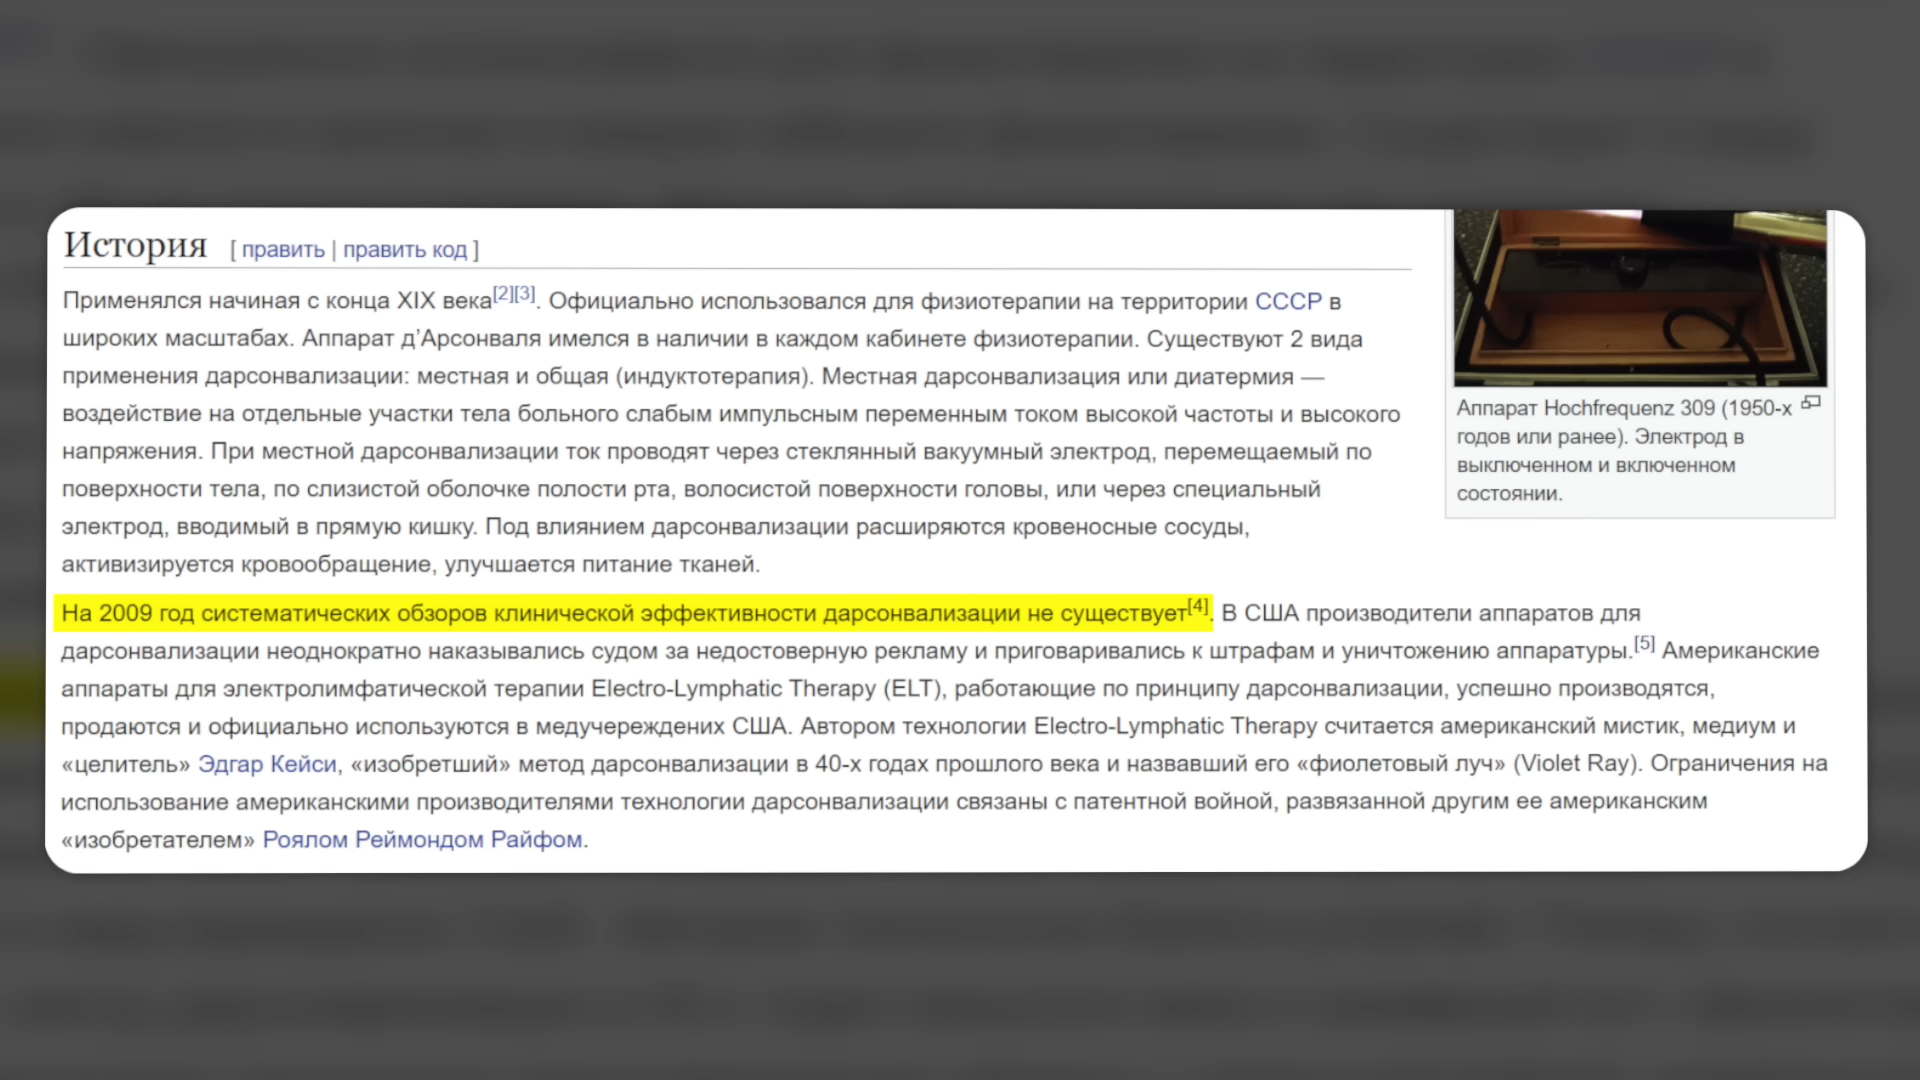 История [ править | править код ]
Применялся начиная с конца XIX века[2][3]. Официально использовался для физиотерапии на территории СССР в
широких масштабах. Аппарат д’Арсонваля имелся в наличии в каждом кабинете физиотерапии. Существуют 2 вида
применения дарсонвализации: местная и общая (индуктотерапия). Местная дарсонвализация или диатермия —
воздействие на отдельные участки тела больного слабым импульсным переменным током высокой частоты и высокого
напряжения. При местной дарсонвализации ток проводят через стеклянный вакуумный электрод, перемещаемый по
поверхности тела, по слизистой оболочке полости рта, волосистой поверхности головы, или через специальный
электрод, вводимый в прямую кишку. Под влиянием дарсонвализации расширяются кровеносные сосуды,
активизируется кровообращение, улучшается питание тканей.
Аппарат Hochfrequenz 309 (1950-х
годов или ранее). Электрод в
выключенном и включенном
состоянии.
На 2009 год систематических обзоров клинической эффективности дарсонвализации не существует[4]. В США производители аппаратов для
дарсонвализации неоднократно наказывались судом за недостоверную рекламу и приговаривались к штрафам и уничтожению аппаратуры.[5] Американские
аппараты для электролимфатической терапии Electro-Lymphatic Therapy (ELT), работающие по принципу дарсонвализации, успешно производятся,
продаются и официально используются в медучереждених США. Автором технологии Electro-Lymphatic Therapy считается американский мистик, медиум и
«целитель» Эдгар Кейси, «изобретший» метод дарсонвализации в 40-х годах прошлого века и назвавший его «фиолетовый луч» (Violet Ray). Ограничения на
использование американскими производителями технологии дарсонвализации связаны с патентной войной, развязанной другим ее американским
«изобретателем» Роялом Реймондом Райфом.